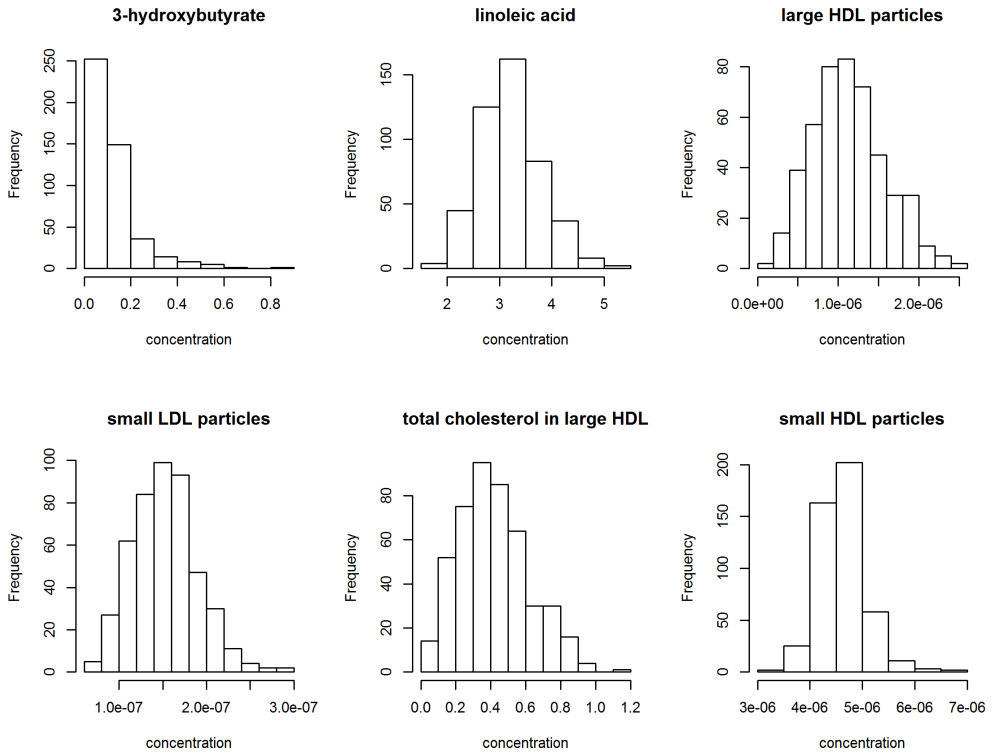 3-hydroxybutyrate
Frequency
0 50 100 150 200 250
0.0 0.2 0.4 0.6 0.8
concentration
linoleic acid
Frequency
0 50 100 150
2 3 4 5
concentration
large HDL particles
Frequency
0 20 40 60 80
0.0e+00 1.0e-06 2.0e-06
concentration
small LDL particles
Frequency
0 20 40 60 80 100
1.0e-07 2.0e-07 3.0e-07
concentration
total cholesterol in large HDL
Frequency
0 20 40 60 80
0.0 0.2 0.4 0.6 0.8 1.0 1.2
concentration
small HDL particles
Frequency
0 50 100 150 200
3e-06 4e-06 5e-06 6e-06 7e-06
concentration